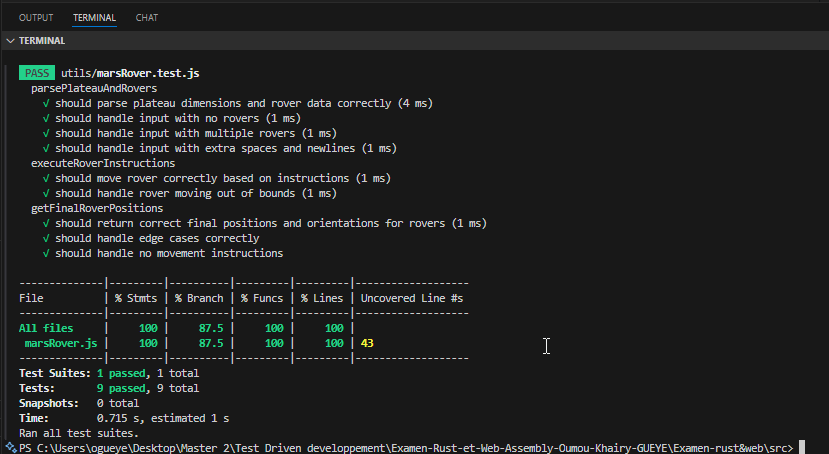 OUTPUT TERMINAL CHAT
TERMINAL
PASS utils/marsRover.test.js
parsePlateauAndRovers
√ should parse plateau dimensions and rover data correctly (4 ms)
√ should handle input with no rovers (1 ms)
√ should handle input with multiple rovers (1 ms)
√ should handle input with extra spaces and newlines (1 ms)
executeRoverInstructions
√ should move rover correctly based on instructions (1 ms)
√ should handle rover moving out of bounds (1 ms)
getFinalRoverPositions
√ should return correct final positions and orientations for rovers (1 ms)
√ should handle edge cases correctly
√ should handle no movement instructions
--------------|---------|----------|---------|---------|-------------------
File | % Stmts | % Branch | % Funcs | % Lines | Uncovered Line #s
--------------|---------|----------|---------|---------|-------------------
All files | 100 | 87.5 | 100 | 100 |
marsRover.js | 100 | 87.5 | 100 | 100 | 43
--------------|---------|----------|---------|---------|-------------------
Test Suites: 1 passed, 1 total
Tests: 9 passed, 9 total
Snapshots: 0 total
Time: 0.715 s, estimated 1 s
Ran all test suites.
PS C:\Users\ogueye\Desktop\Master 2\Test Driven developpement\Examen-Rust-et-Web-Assembly-Oumou-Khairy-GUEYE\Examen-rust&web\src>